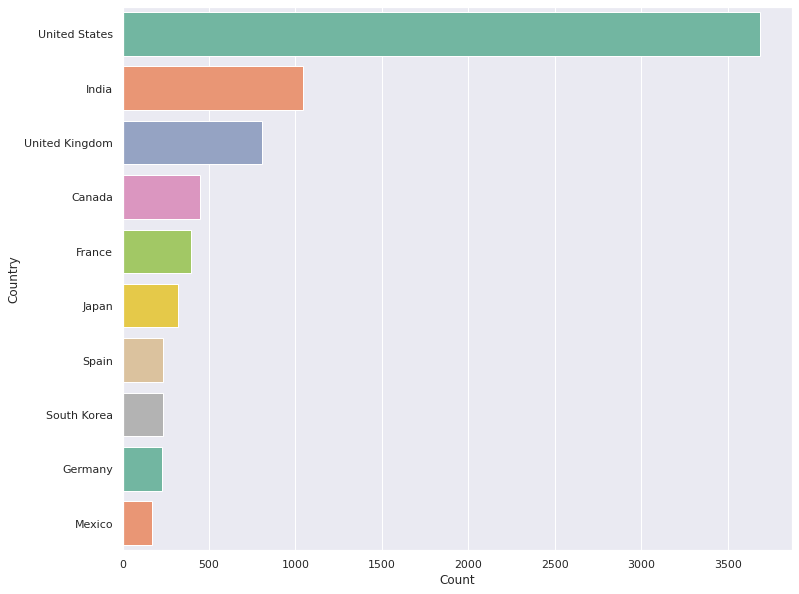 United States
India
United Kingdom
Canada
France
Japan
Spain
South Korea
Germany
Mexico
Country
0 500 1000 1500 2000 2500 3000 3500
Count